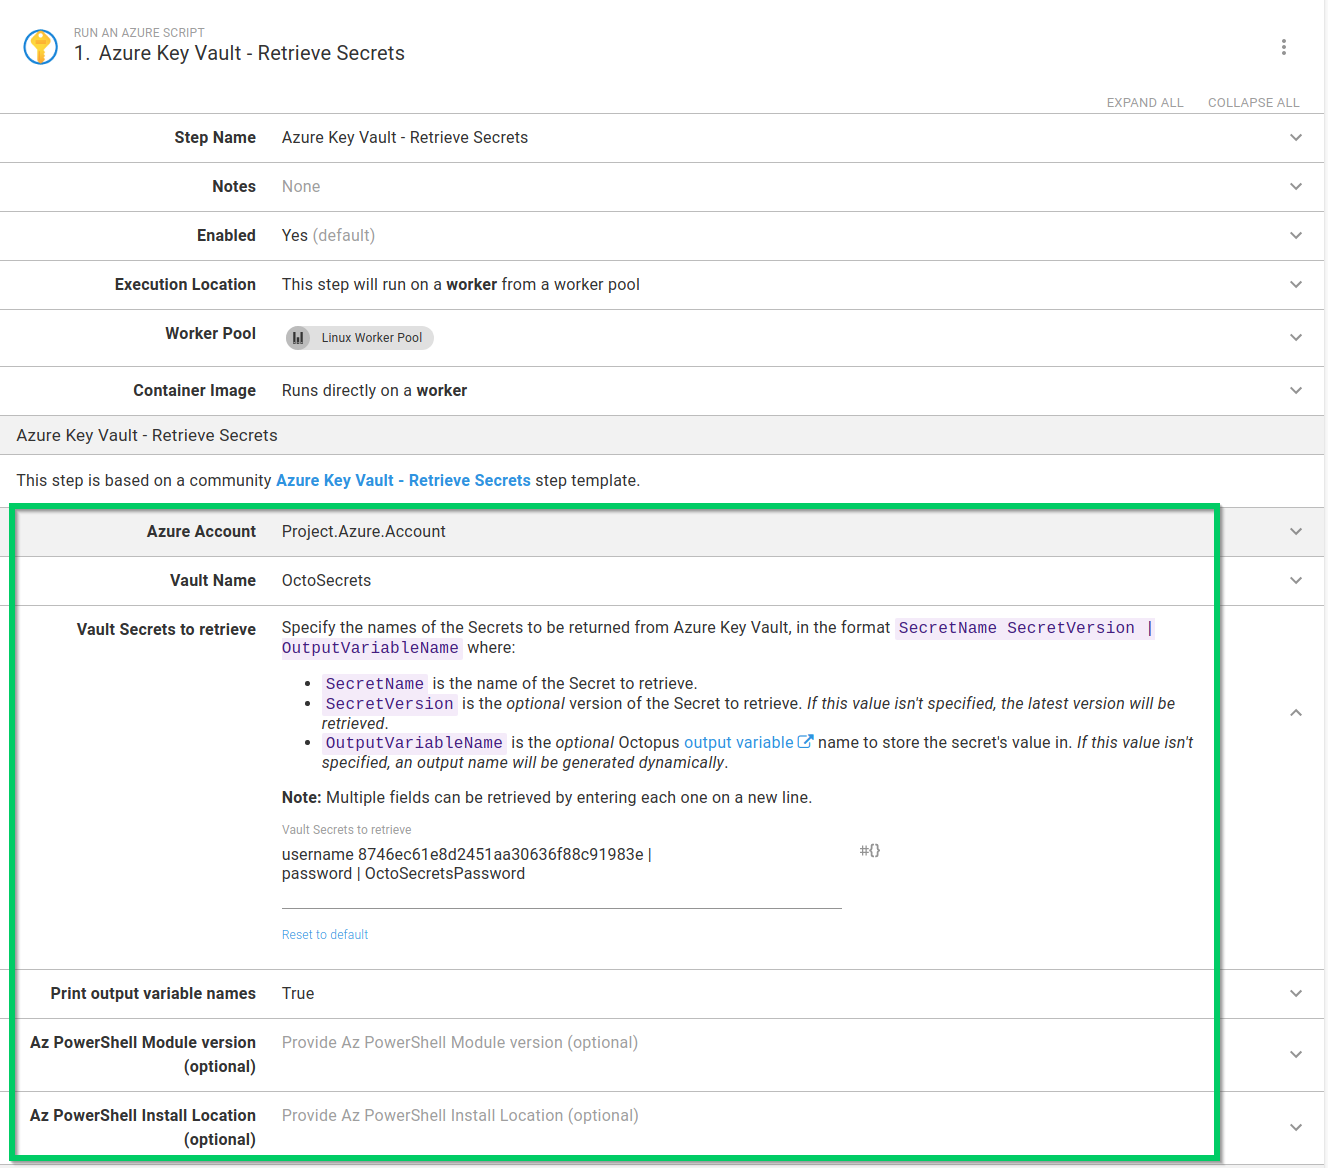 RUN AN AZURE SCRIPT
1. Azure Key Vault - Retrieve Secrets
EXPAND ALL COLLAPSE ALL
Step Name Azure Key Vault - Retrieve Secrets
Notes None
Enabled Yes (default)
Execution Location This step will run on a worker from a worker pool
Worker Pool Linux Worker Pool
Container Image Runs directly on a worker
Azure Key Vault - Retrieve Secrets
This step is based on a community Azure Key Vault - Retrieve Secrets step template.
Azure Account Project.Azure.Account
Vault Name OctoSecrets
Vault Secrets to retrieve Specify the names of the Secrets to be returned from Azure Key Vault, in the format SecretName SecretVersion |
OutputVariableName where:
• SecretName is the name of the Secret to retrieve.
• SecretVersion is the optional version of the Secret to retrieve. If this value isn't specified, the latest version will be
retrieved.
• OutputVariableName is the optional Octopus output variable name to store the secret's value in. If this value isn't
specified, an output name will be generated dynamically.
Note: Multiple fields can be retrieved by entering each one on a new line.
Vault Secrets to retrieve
username 8746ec61e8d2451aa30636f88c91983e | #{}
password | OctoSecretsPassword
Reset to default
Print output variable names True
Az PowerShell Module version Provide Az PowerShell Module version (optional)
(optional)
Az PowerShell Install Location Provide Az PowerShell Install Location (optional)
(optional)